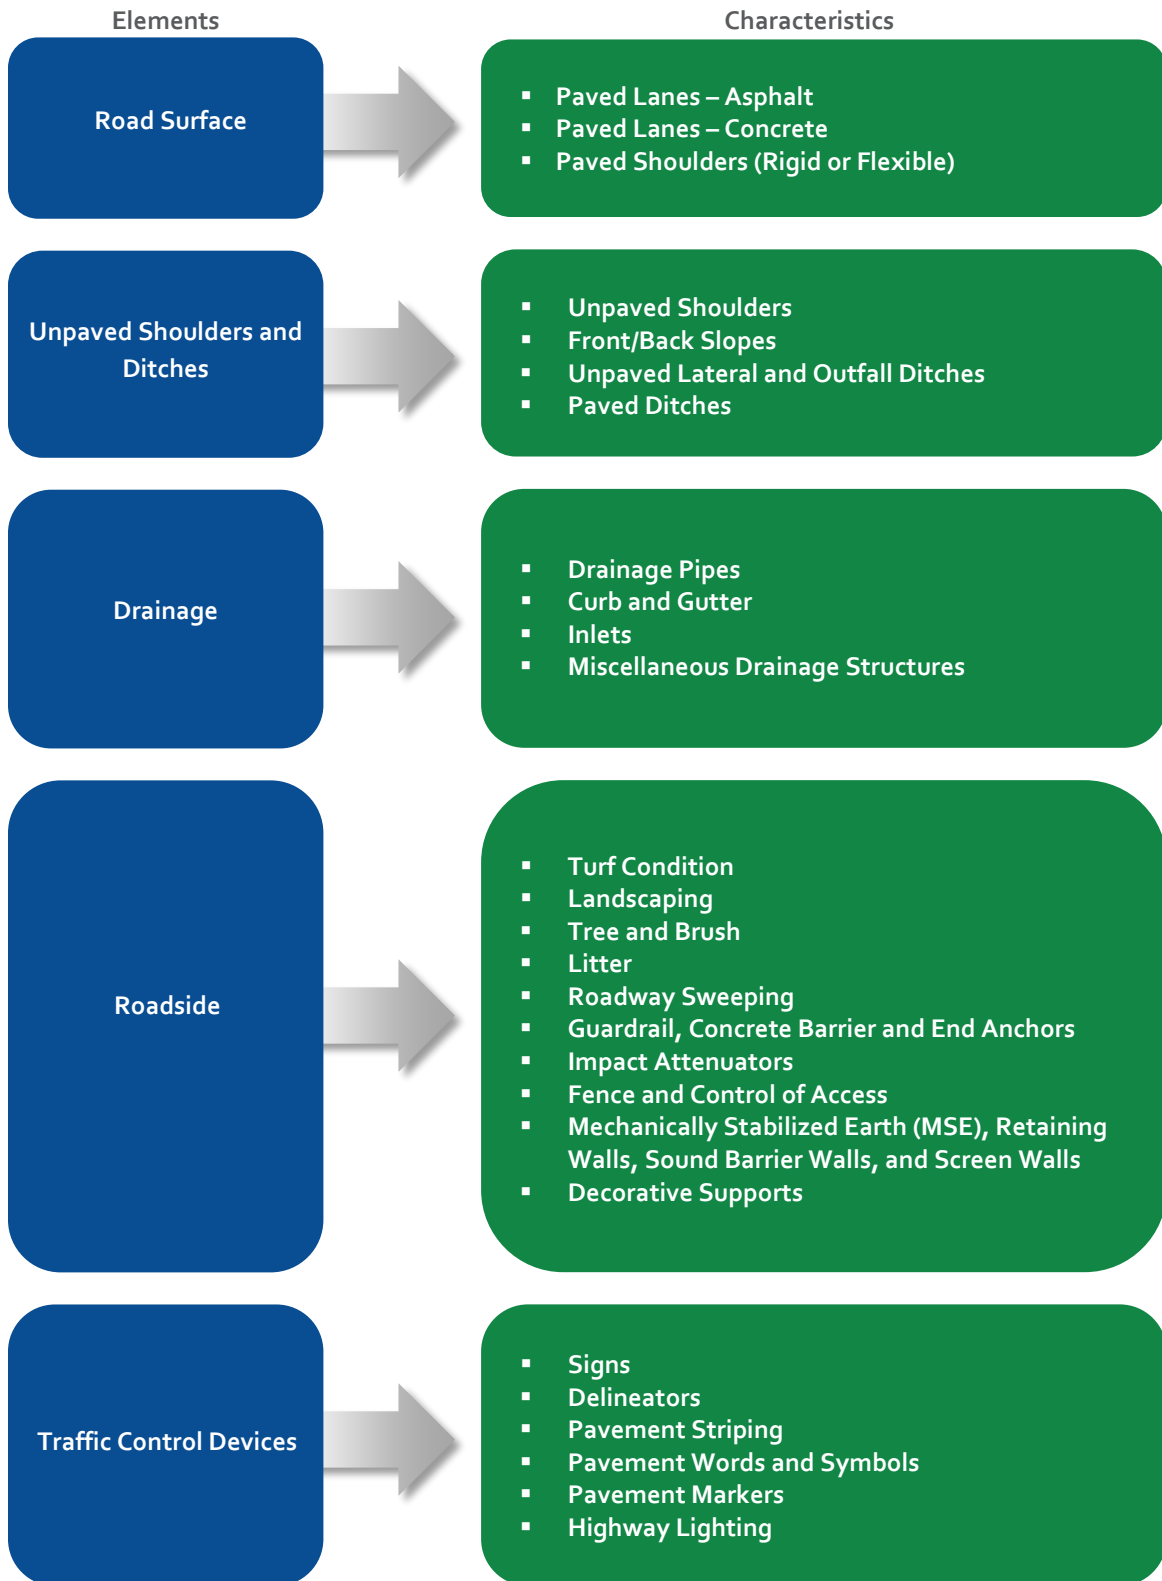 Elements
Characteristics
Road Surface
▪ Paved Lanes – Asphalt
▪ Paved Lanes – Concrete
▪ Paved Shoulders (Rigid or Flexible)
Unpaved Shoulders and
Ditches
▪ Unpaved Shoulders
▪ Front/Back Slopes
▪ Unpaved Lateral and Outfall Ditches
▪ Paved Ditches
Drainage
▪ Drainage Pipes
▪ Curb and Gutter
▪ Inlets
▪ Miscellaneous Drainage Structures
Roadside
▪ Turf Condition
▪ Landscaping
▪ Tree and Brush
▪ Litter
▪ Roadway Sweeping
▪ Guardrail, Concrete Barrier and End Anchors
▪ Impact Attenuators
▪ Fence and Control of Access
▪ Mechanically Stabilized Earth (MSE), Retaining
Walls, Sound Barrier Walls, and Screen Walls
▪ Decorative Supports
Traffic Control Devices
▪ Signs
▪ Delineators
▪ Pavement Striping
▪ Pavement Words and Symbols
▪ Pavement Markers
▪ Highway Lighting